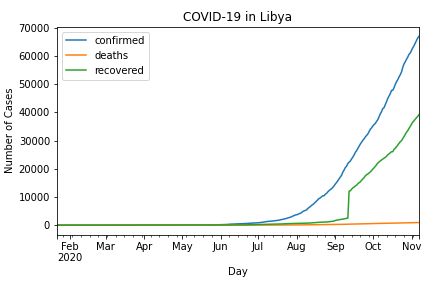 COVID-19 in Libya
confirmed
deaths
recovered
Number of Cases
70000
60000
50000
40000
30000
20000
10000
0
Feb Mar Apr May Jun Jul Aug Sep Oct Nov
2020
Day